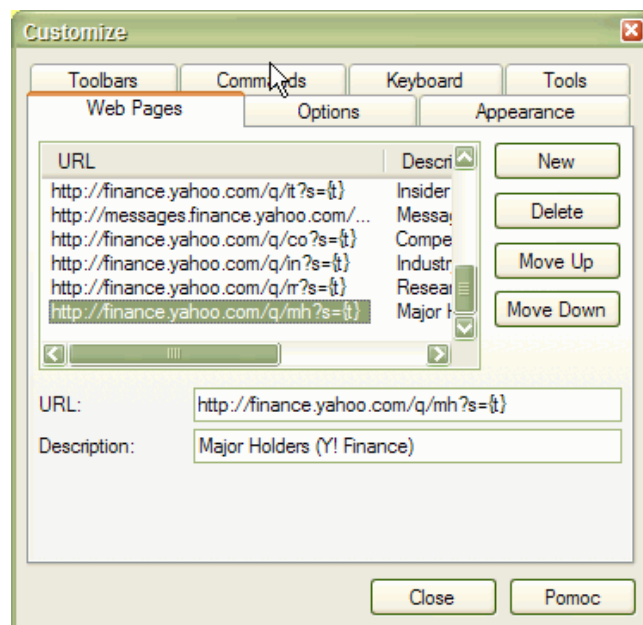 Customize
Toolbars Commands Keyboard Tools
Web Pages Options Appearance
URL Descri
http://finance.yahoo.com/q/it?s={t} Insider
http://messages.finance.yahoo.com/... Messag
http://finance.yahoo.com/q/co?s={t} Compe
http://finance.yahoo.com/q/in?s={t} Industr
http://finance.yahoo.com/q/rr?s={t} Resear
http://finance.yahoo.com/q/mh?s={t} Major H
New
Delete
Move Up
Move Down
URL: http://finance.yahoo.com/q/mh?s={t}
Description: Major Holders (Y! Finance)
Close Pomoc